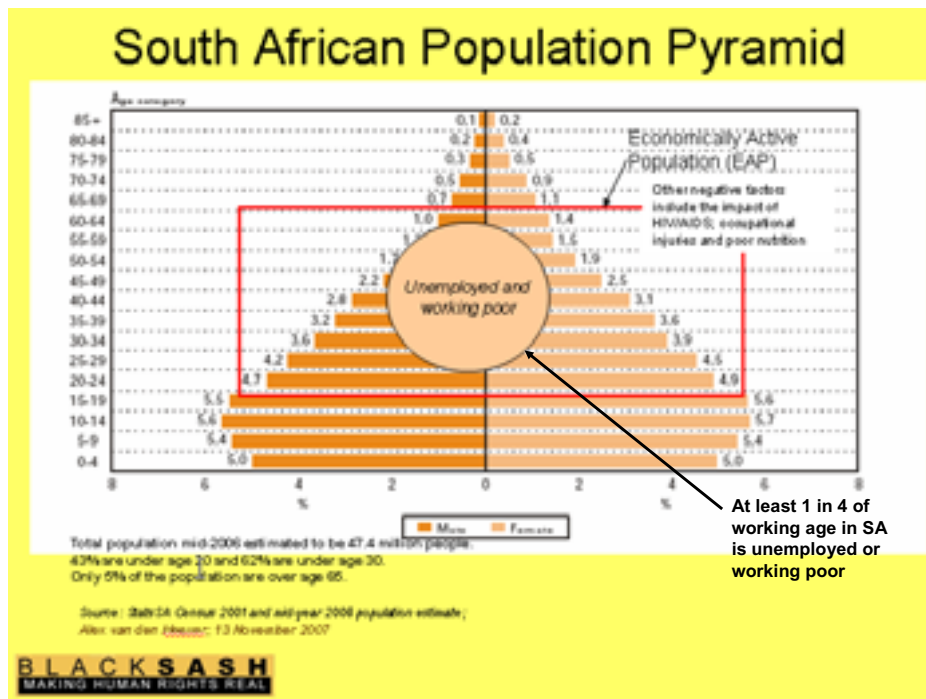 South African Population Pyramid
Age category
85+ 0.1 0.2
80-84 0.2 0.4
75-79 0.3 0.5
70-74 0.5 0.9
65-69 0.7 1.1
60-64 1.0 1.4
55-59 1.5
50-54 1.9
45-49 2.2 2.5
40-44 2.8 3.1
35-39 3.2 3.6
30-34 3.6 3.9
25-29 4.2 4.5
20-24 4.7 4.9
15-19 5.5 5.6
10-14 5.6 5.7
5-9 5.4 5.4
0-4 5.0 5.0
Economically Active
Population (EAP)
Other negative factors
include the impact of
HIV/AIDS; occupational
injuries and poor nutrition
Unemployed and
working poor
8 6 4 2 0 2 4 6 8
% %
Male Female
At least 1 in 4 of
working age in SA
is unemployed or
working poor
Total population mid-2006 estimated to be 47.4 million people.
43% are under age 20 and 62% are under age 30.
Only 5% of the population are over age 65.
Source: StatsSA Census 2001 and mid-year 2006 population estimate;
Alex van den Heever; 13 November 2007
BLACKSASH
MAKING HUMAN RIGHTS REAL